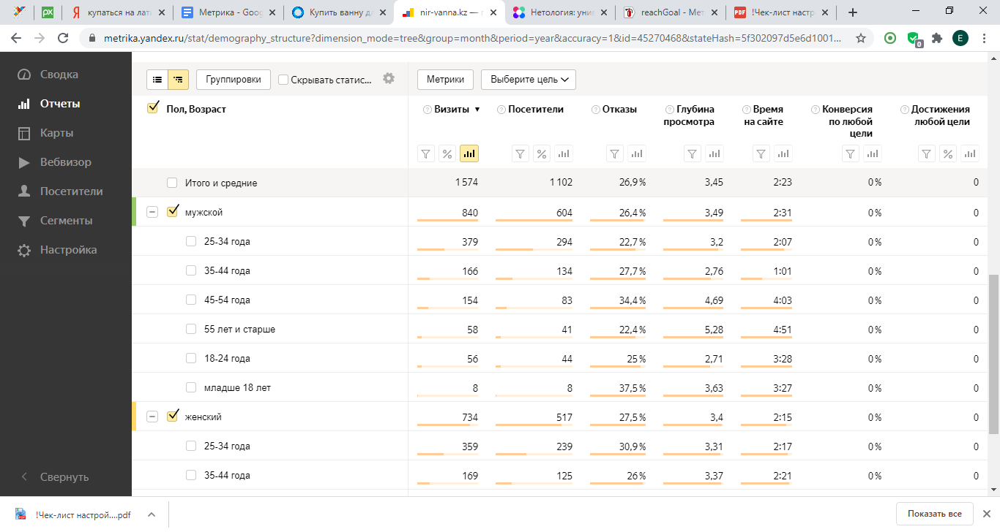 купаться на лат
Метрика - Goog
Купить ванну дл
nir-vanna.kz — г
Нетология: уни
reachGoal - Мет
!Чек-лист настр
metrika.yandex.ru/stat/demography_structure?dimension_mode=tree&group=month&period=year&accuracy=1&id=45270468&stateHash=5f302097d5e6d1001...
0
E
Сводка
Отчеты
Карты
Вебвизор
Посетители
Сегменты
Настройка
Свернуть
Группировки
Скрывать статис...
Метрики
Выберите цель
Пол, Возраст
Визиты ▼ Посетители Отказы Глубина просмотра Время на сайте Конверсия по любой цели Достижения любой цели
% % %
Итого и средние 1 574 1 102 26,9 % 3,45 2:23 0 % 0
мужской 840 604 26,4 % 3,49 2:31 0 % 0
25-34 года 379 294 22,7 % 3,2 2:07 0 % 0
35-44 года 166 134 27,7 % 2,76 1:01 0 % 0
45-54 года 154 83 34,4 % 4,69 4:03 0 % 0
55 лет и старше 58 41 22,4 % 5,28 4:51 0 % 0
18-24 года 56 44 25 % 2,71 3:28 0 % 0
младше 18 лет 8 8 37,5 % 3,63 3:27 0 % 0
женский 734 517 27,5 % 3,4 2:15 0 % 0
25-34 года 359 239 30,9 % 3,31 2:17 0 % 0
35-44 года 169 125 26 % 3,37 2:21 0 % 0
!Чек-лист настрой....pdf
Показать все